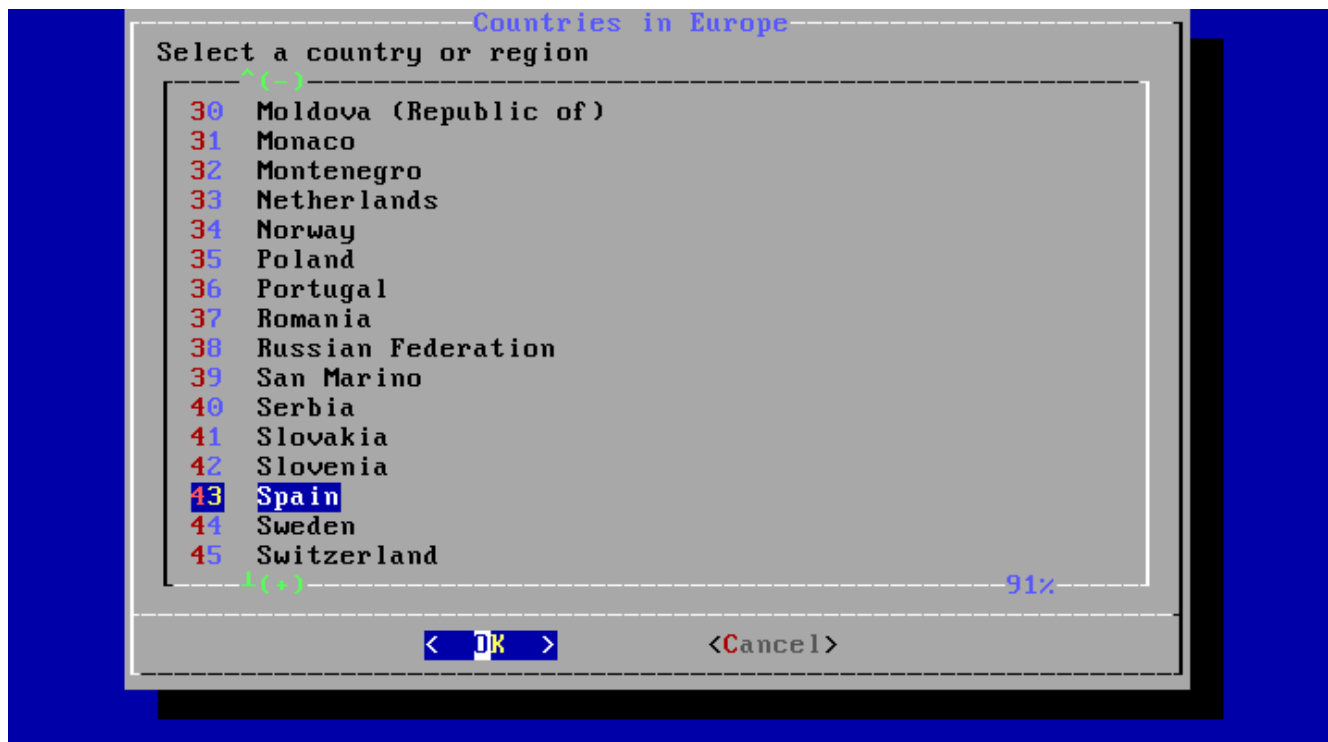 Countries in Europe
Select a country or region
^(-)
30 Moldova (Republic of)
31 Monaco
32 Montenegro
33 Netherlands
34 Norway
35 Poland
36 Portugal
37 Romania
38 Russian Federation
39 San Marino
40 Serbia
41 Slovakia
42 Slovenia
43 Spain
44 Sweden
45 Switzerland
┴(+) 91%
< OK > <Cancel>